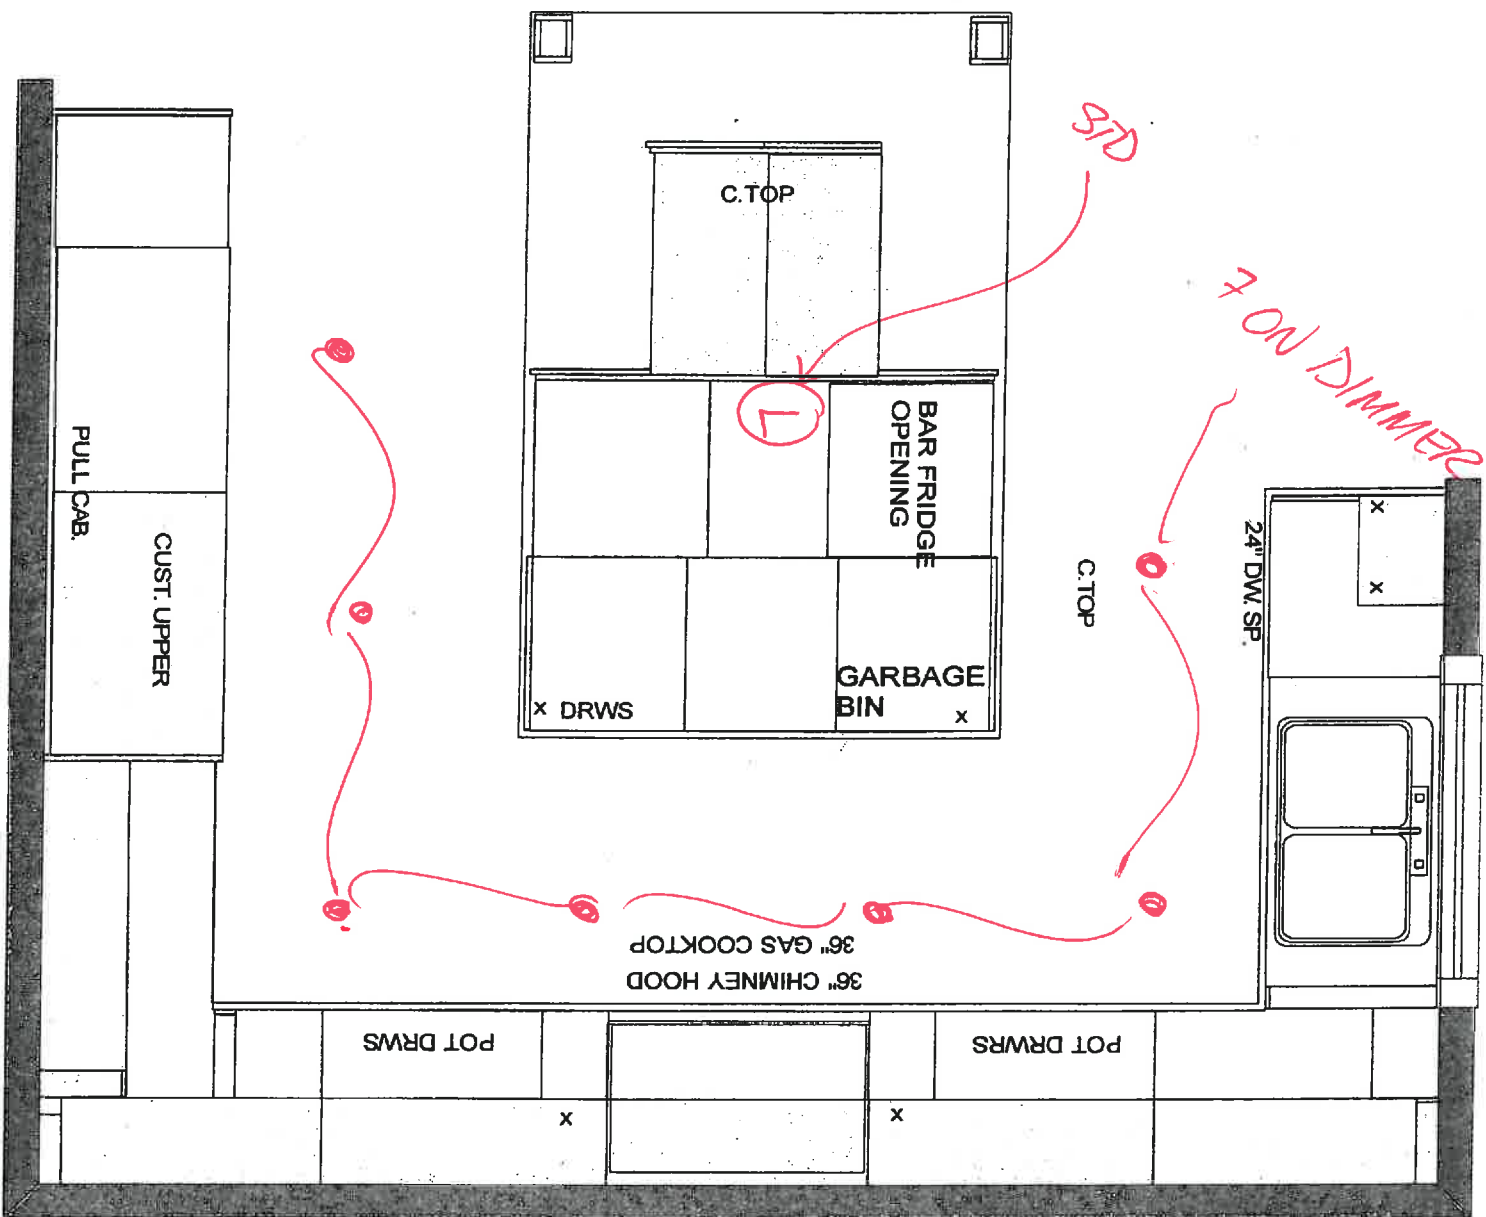 STD
C.TOP
7 ON DIMMER
L
BAR FRIDGE
OPENING
PULL CAB.
CUST. UPPER
24" DW. SP.
C.TOP
x
x
GARBAGE
BIN
x DRWS
x
36" GAS COOKTOP
36" CHIMNEY HOOD
POT DRWS
POT DRWRS
x
x